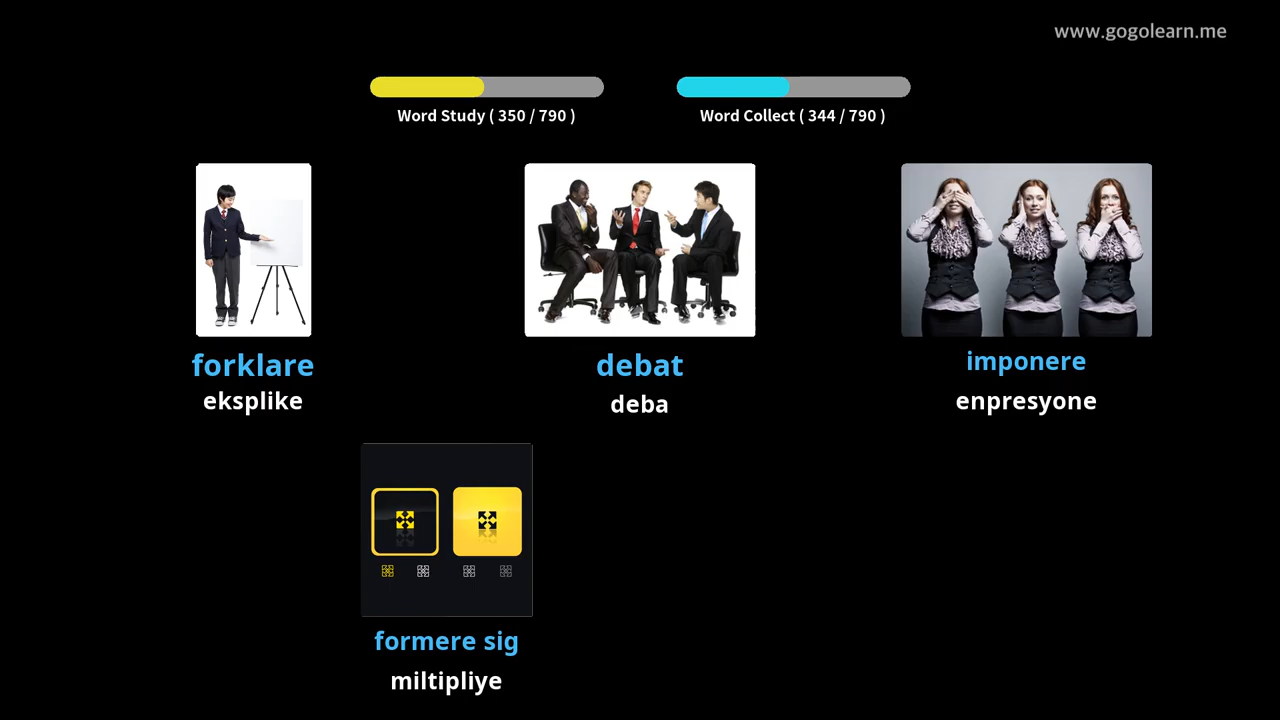 www.gogolearn.me
Word Study ( 350 / 790 )
Word Collect ( 344 / 790 )
forklare
eksplike
debat
deba
imponere
enpresyone
formere sig
miltipliye